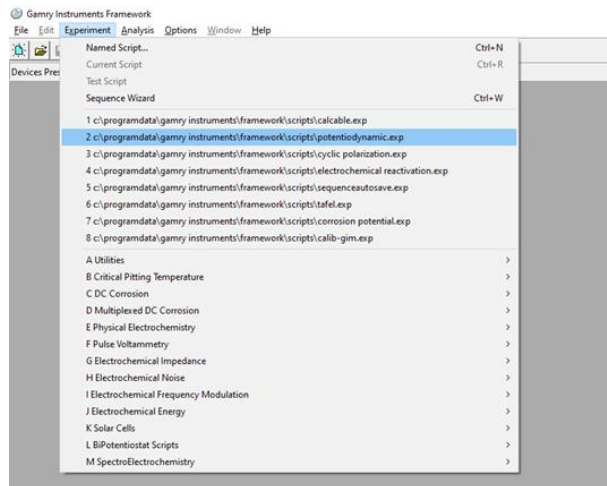 Gamry Instruments Framework
File Edit Experiment Analysis Options Window Help
Devices Pres
Named Script... Ctrl+N
Current Script Ctrl+R
Test Script
Sequence Wizard Ctrl+W
1 c:\programdata\gamry instruments\framework\scripts\calcable.exp
2 c:\programdata\gamry instruments\framework\scripts\potentiodynamic.exp
3 c:\programdata\gamry instruments\framework\scripts\cyclic polarization.exp
4 c:\programdata\gamry instruments\framework\scripts\electrochemical reactivation.exp
5 c:\programdata\gamry instruments\framework\scripts\sequenceautosave.exp
6 c:\programdata\gamry instruments\framework\scripts\tafel.exp
7 c:\programdata\gamry instruments\framework\scripts\corrosion potential.exp
8 c:\programdata\gamry instruments\framework\scripts\calib-gim.exp
A Utilities
B Critical Pitting Temperature
C DC Corrosion
D Multiplexed DC Corrosion
E Physical Electrochemistry
F Pulse Voltammetry
G Electrochemical Impedance
H Electrochemical Noise
I Electrochemical Frequency Modulation
J Electrochemical Energy
K Solar Cells
L BiPotentiostat Scripts
M SpectroElectrochemistry